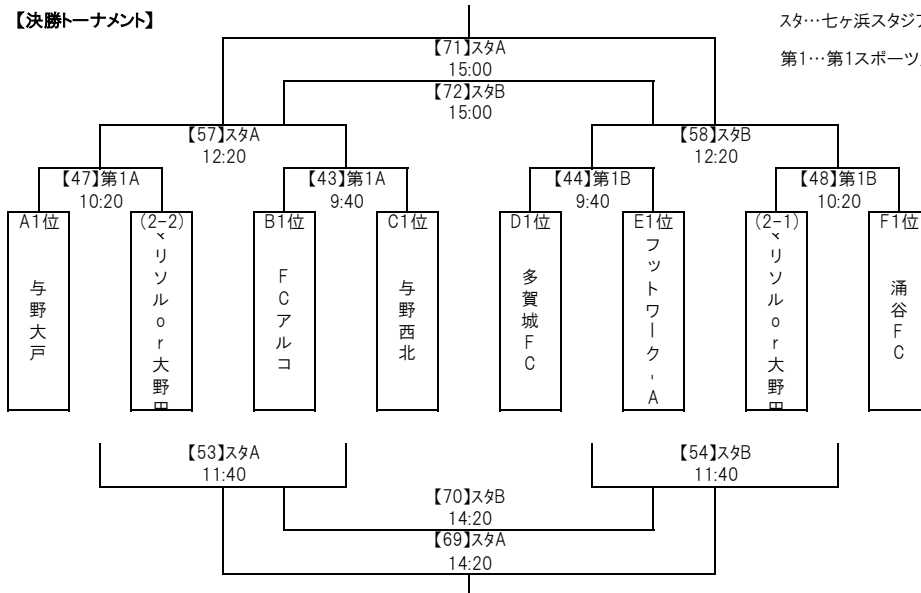 【決勝トーナメント】
スタ…七ヶ浜スタジア
第1…第1スポーツ
【71】スタA
15:00
【72】スタB
15:00
【57】スタA
12:20
【58】スタB
12:20
【47】第1A
10:20
【43】第1A
9:40
【44】第1B
9:40
【48】第1B
10:20
A1位
(2-2)
B1位
C1位
D1位
E1位
(2-1)
F1位
与野大戸
マリソルor大野田
FCアルコ
与野西北
多賀城FC
フットワーク-A
マリソルor大野田
涌谷FC
【53】スタA
11:40
【54】スタB
11:40
【70】スタB
14:20
【69】スタA
14:20